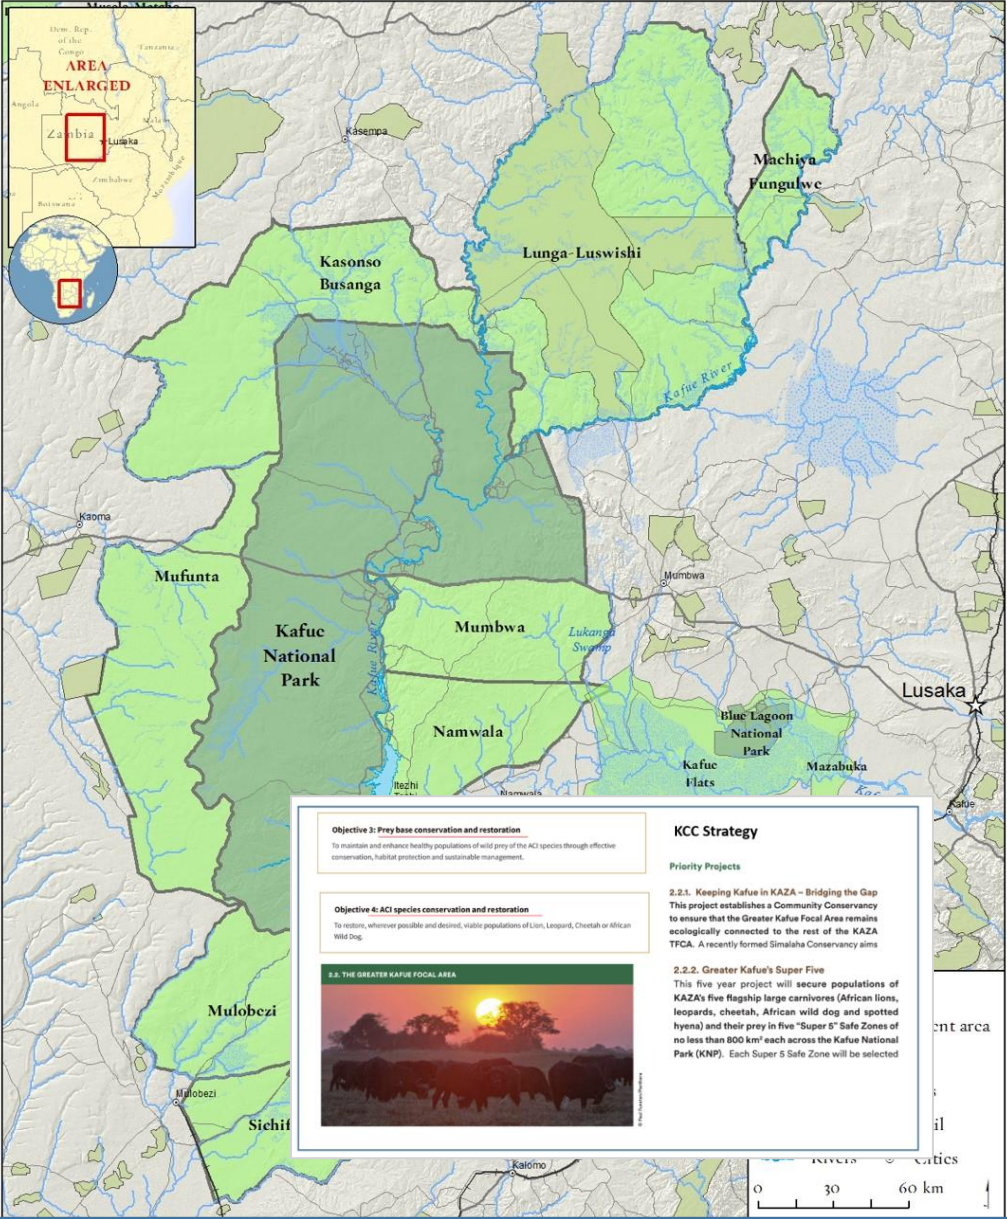 Musele-Matebo
Dem. Rep.
of the
Congo
Tanzania
AREA
ENLARGED
Angola
Zambia
Lusaka
Zimbabwe
Mozambique
Botswana
Kasempa
Machiya
Fungulwe
Lunga-Luswishi
Kasonso
Busanga
Kafue River
Kaoma
Mufunta
Mumbwa
Kafue
National
Park
Kafue River
Mumbwa
Lukanga
Swamp
Lusaka
Namwala
Blue Lagoon
National
Park
Kafue
Flats
Mazabuka
Itezhi
Namwala
Kafue
Objective 3: Prey base conservation and restoration
To maintain and enhance healthy populations of wild prey of the ACI species through effective
conservation, habitat protection and sustainable management.
Objective 4: ACI species conservation and restoration
To restore, wherever possible and desired, viable populations of Lion, Leopard, Cheetah or African
Wild Dog.
2.2. THE GREATER KAFUE FOCAL AREA
KCC Strategy
Priority Projects
2.2.1. Keeping Kafue in KAZA – Bridging the Gap
This project establishes a Community Conservancy
to ensure that the Greater Kafue Focal Area remains
ecologically connected to the rest of the KAZA
TFCA. A recently formed Simalaha Conservancy aims
2.2.2. Greater Kafue's Super Five
This five year project will secure populations of
KAZA's five flagship large carnivores (African lions,
leopards, cheetah, African wild dog and spotted
hyena) and their prey in five "Super 5" Safe Zones of
no less than 800 km² each across the Kafue National
Park (KNP). Each Super 5 Safe Zone will be selected
Mulobezi
Mulobezi
Sichif
Kalomo
ent area
s
il
Rivers
Cities
0 30 60 km